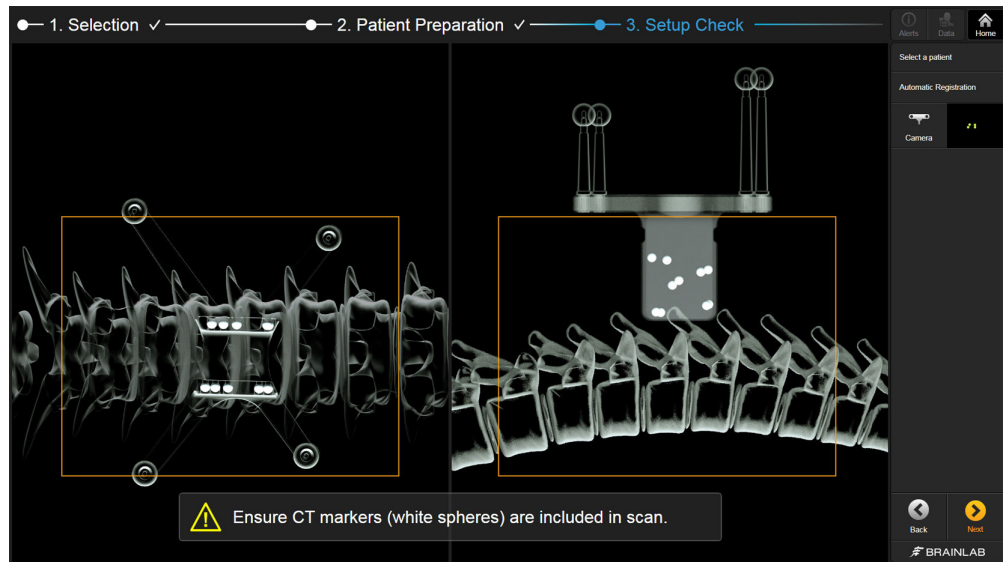 1. Selection ✓
2. Patient Preparation ✓
3. Setup Check
Alerts
Data
Home
Select a patient
Automatic Registration
Camera
Ensure CT markers (white spheres) are included in scan.
Back
Next
BRAINLAB